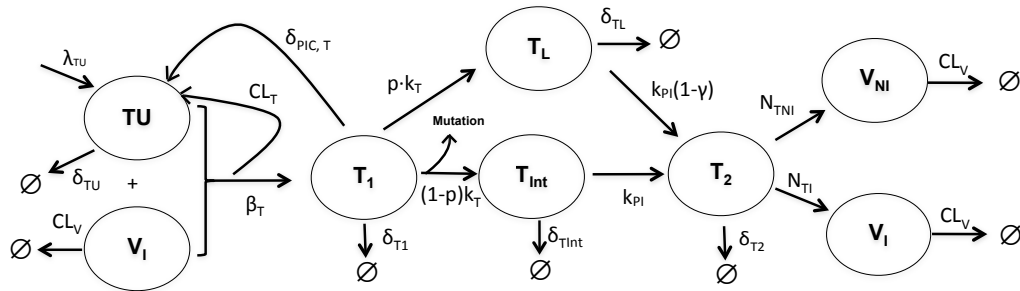 λTU
TU
∅
δTU
+
CLV
∅
VI
CLT
βT
δPIC, T
T1
δT1
∅
p·kT
Mutation
(1-p)kT
TL
δTL
∅
TInt
δTInt
∅
kPI(1-γ)
kPI
T2
δT2
∅
NTNI
NTI
VNI
CLV
∅
VI
CLV
∅